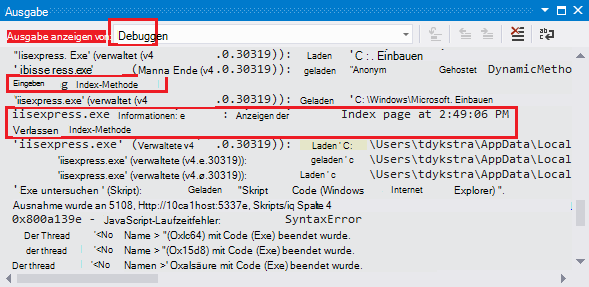 Ausgabe
Ausgabe anzeigen von: Debuggen
"Iisexpress. Exe' (verwaltet (v4 .0.30319)): Laden 'C :. Einbauen
'ibisseress.exe' (Manna Ende (v4 .0.30319)): geladen "Anonym Gehostet DynamicMetho
Eingeben g Index-Methode
'iisexpress.exe' (verwaltet (v4 .0.30319)): Geladen 'C: \Windows\Microsoft. Einbauen
iisexpress.exe Informationen: e : Anzeigen der Index page at 2:49:06 PM
Verlassen Index-Methode
'iisexpress.exe' (Verwaltete v4 .0.30319)): Laden ' C: \Users\tdykstra\AppData\Local
'iisexpress.exe' (verwaltete (v4.e.30319)): geladen ' c \Users\tdykstra\AppData\Local
'iisexpress.exe' (verwaltete (v4.ø.30319)): Laden ' c \Users\tdykstra\AppData\Local
' Exe untersuchen ' (Skript): Geladen "Skript Code (Windows Internet Explorer) ".
Ausnahme wurde an 5108, Http://10ca1host:5337e, Skripts/iq Spalte 4
0x800a139e - JavaScript-Laufzeitfehler: SyntaxError
Der Thread '<No Name > "(Oxlc64) mit Code (Exe) beendet wurde.
der thread '<No Name > "(Ox15d8) mit Code (Exe) beendet wurde.
Der thread '<No Namen >' Oxalsäure mit Code (Exe) beendet wurde.